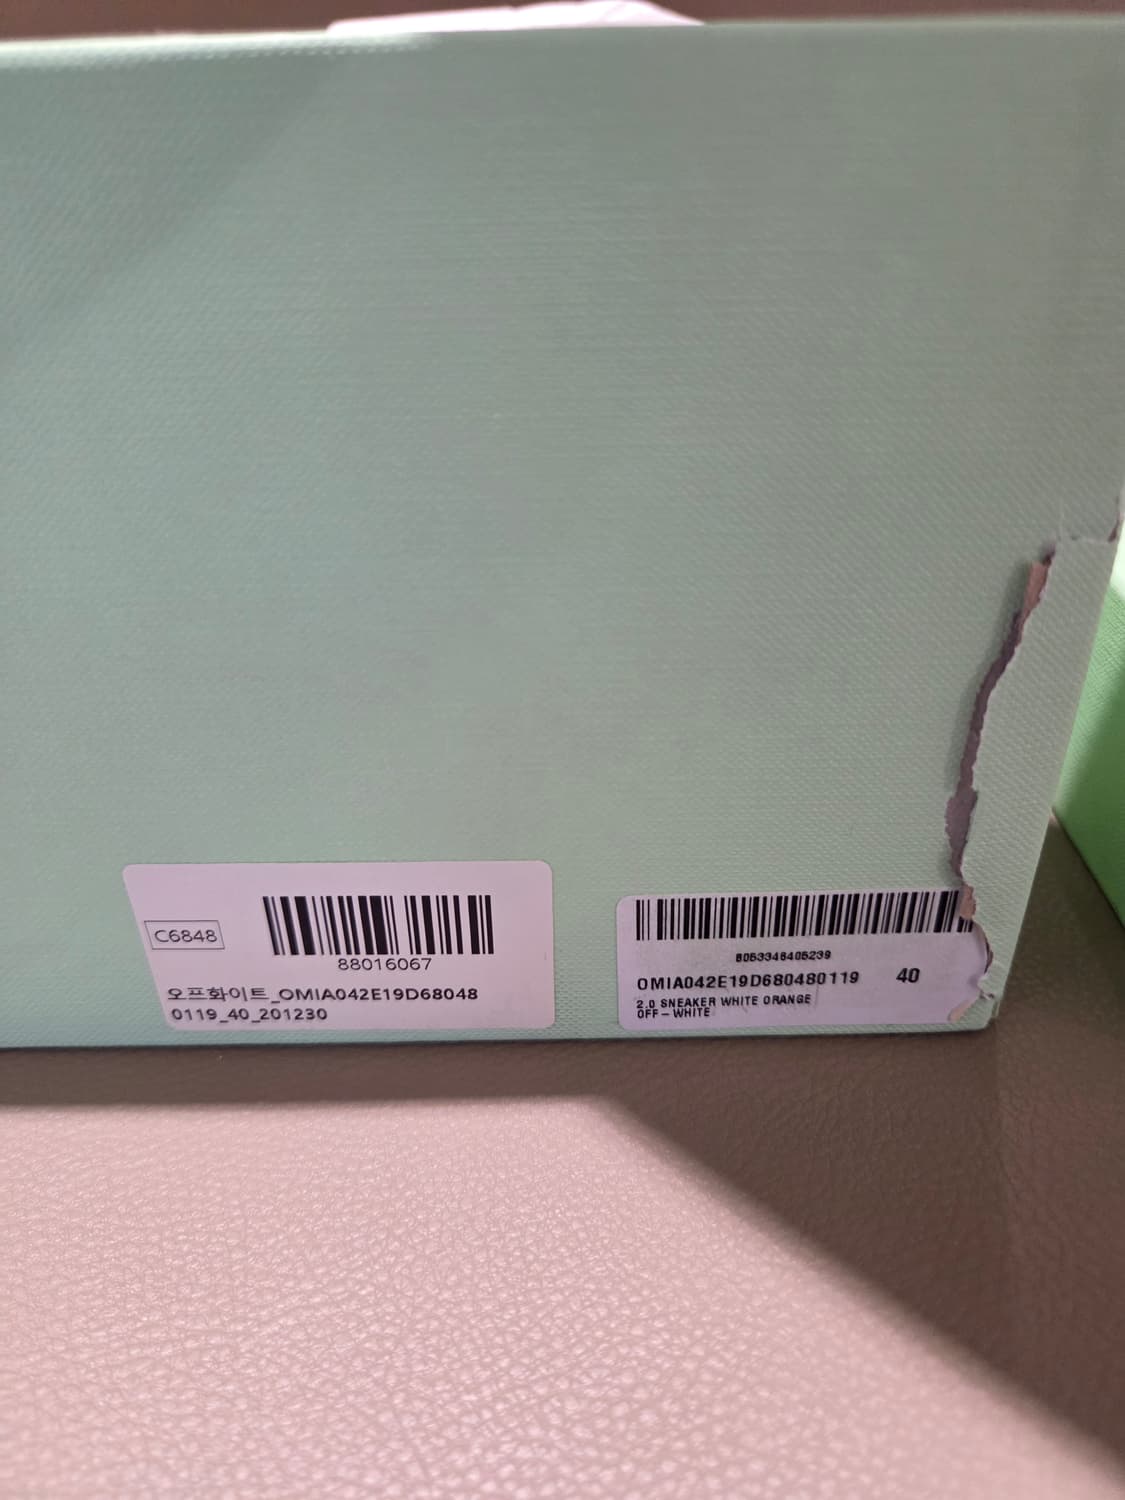 C6848
88016067
오프화이트_OMIA042E19D68048
0119_40_201230
8053346405239
OMIA042E19D680480119 40
2.0 SNEAKER WHITE ORANGE
OFF-WHITE